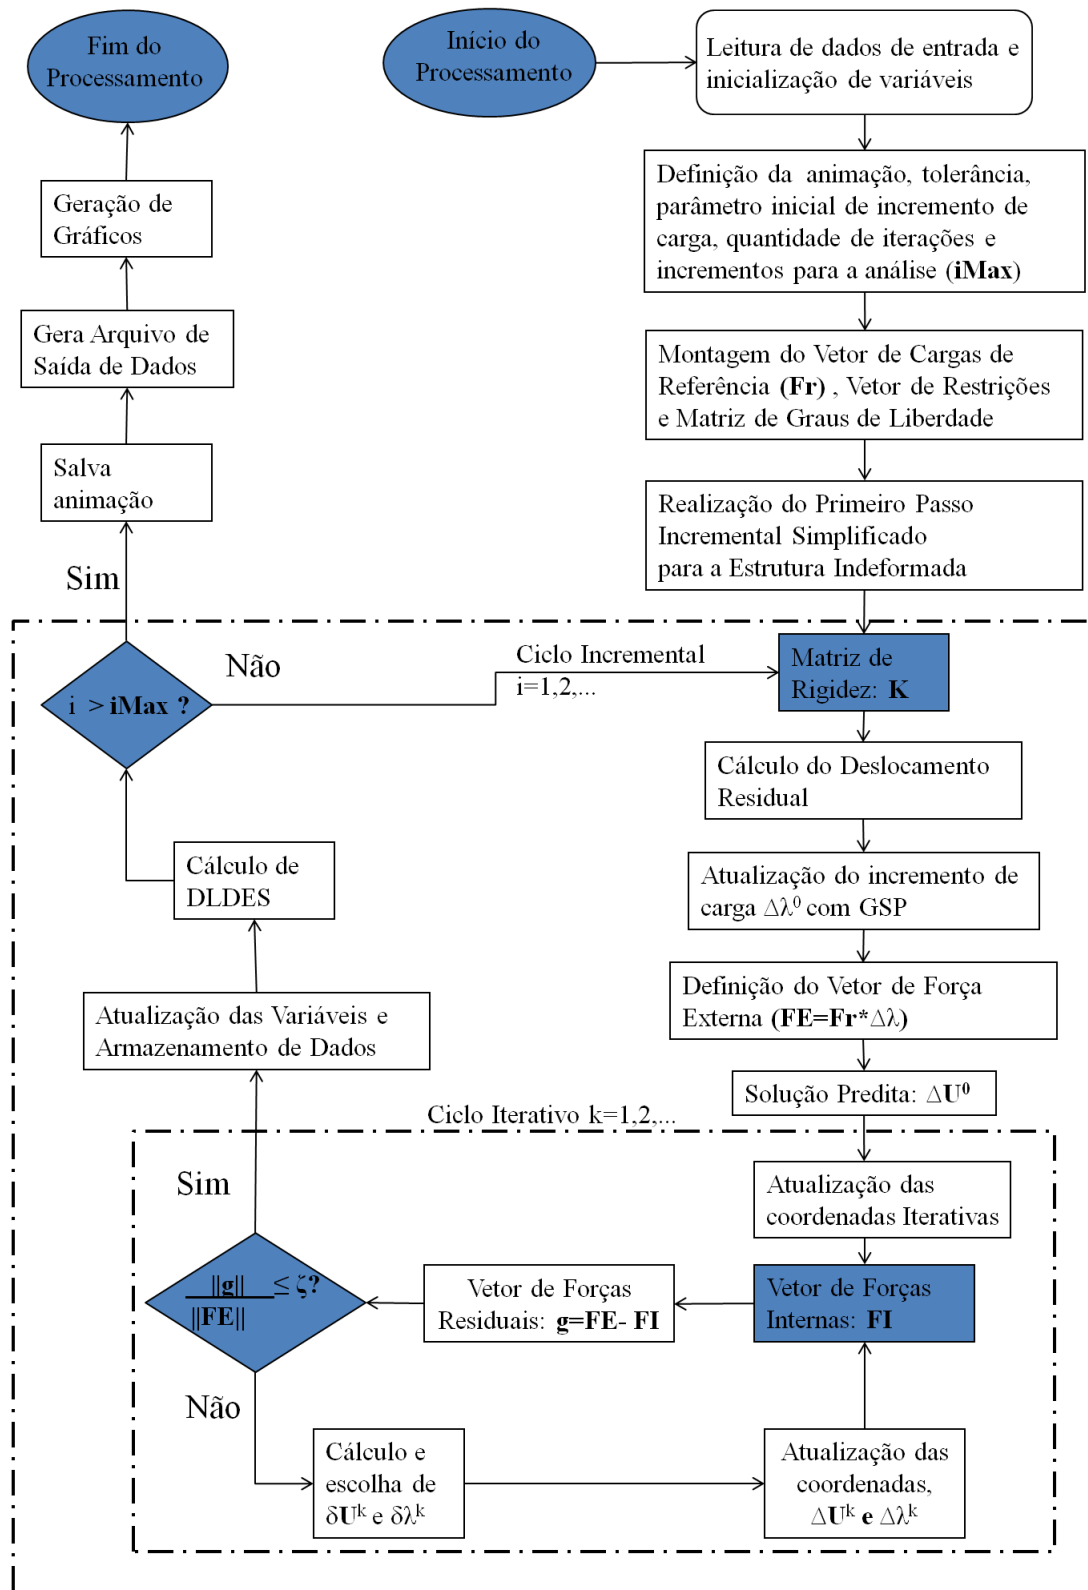 Início do
Processamento
Leitura de dados de entrada e
inicialização de variáveis
Definição da animação, tolerância,
parâmetro inicial de incremento de
carga, quantidade de iterações e
incrementos para a análise (iMax)
Montagem do Vetor de Cargas de
Referência (Fr) , Vetor de Restrições
e Matriz de Graus de Liberdade
Realização do Primeiro Passo
Incremental Simplificado
para a Estrutura Indeformada
Matriz de
Rigidez: K
Cálculo do Deslocamento
Residual
Atualização do incremento de
carga Δλ⁰ com GSP
Definição do Vetor de Força
Externa (FE=Fr*Δλ)
Solução Predita: ΔU⁰
Ciclo Iterativo k=1,2,...
Atualização das
coordenadas Iterativas
Vetor de Forças
Internas: FI
Vetor de Forças
Residuais: g=FE- FI
||g|| ≤ ζ?
||FE||
Não
Cálculo e
escolha de
δUᵏ e δλᵏ
Atualização das
coordenadas,
ΔUᵏ e Δλᵏ
Sim
Atualização das Variáveis e
Armazenamento de Dados
Cálculo de
DLDES
i > iMax ?
Não
Ciclo Incremental
i=1,2,...
Sim
Salva
animação
Gera Arquivo de
Saída de Dados
Geração de
Gráficos
Fim do
Processamento